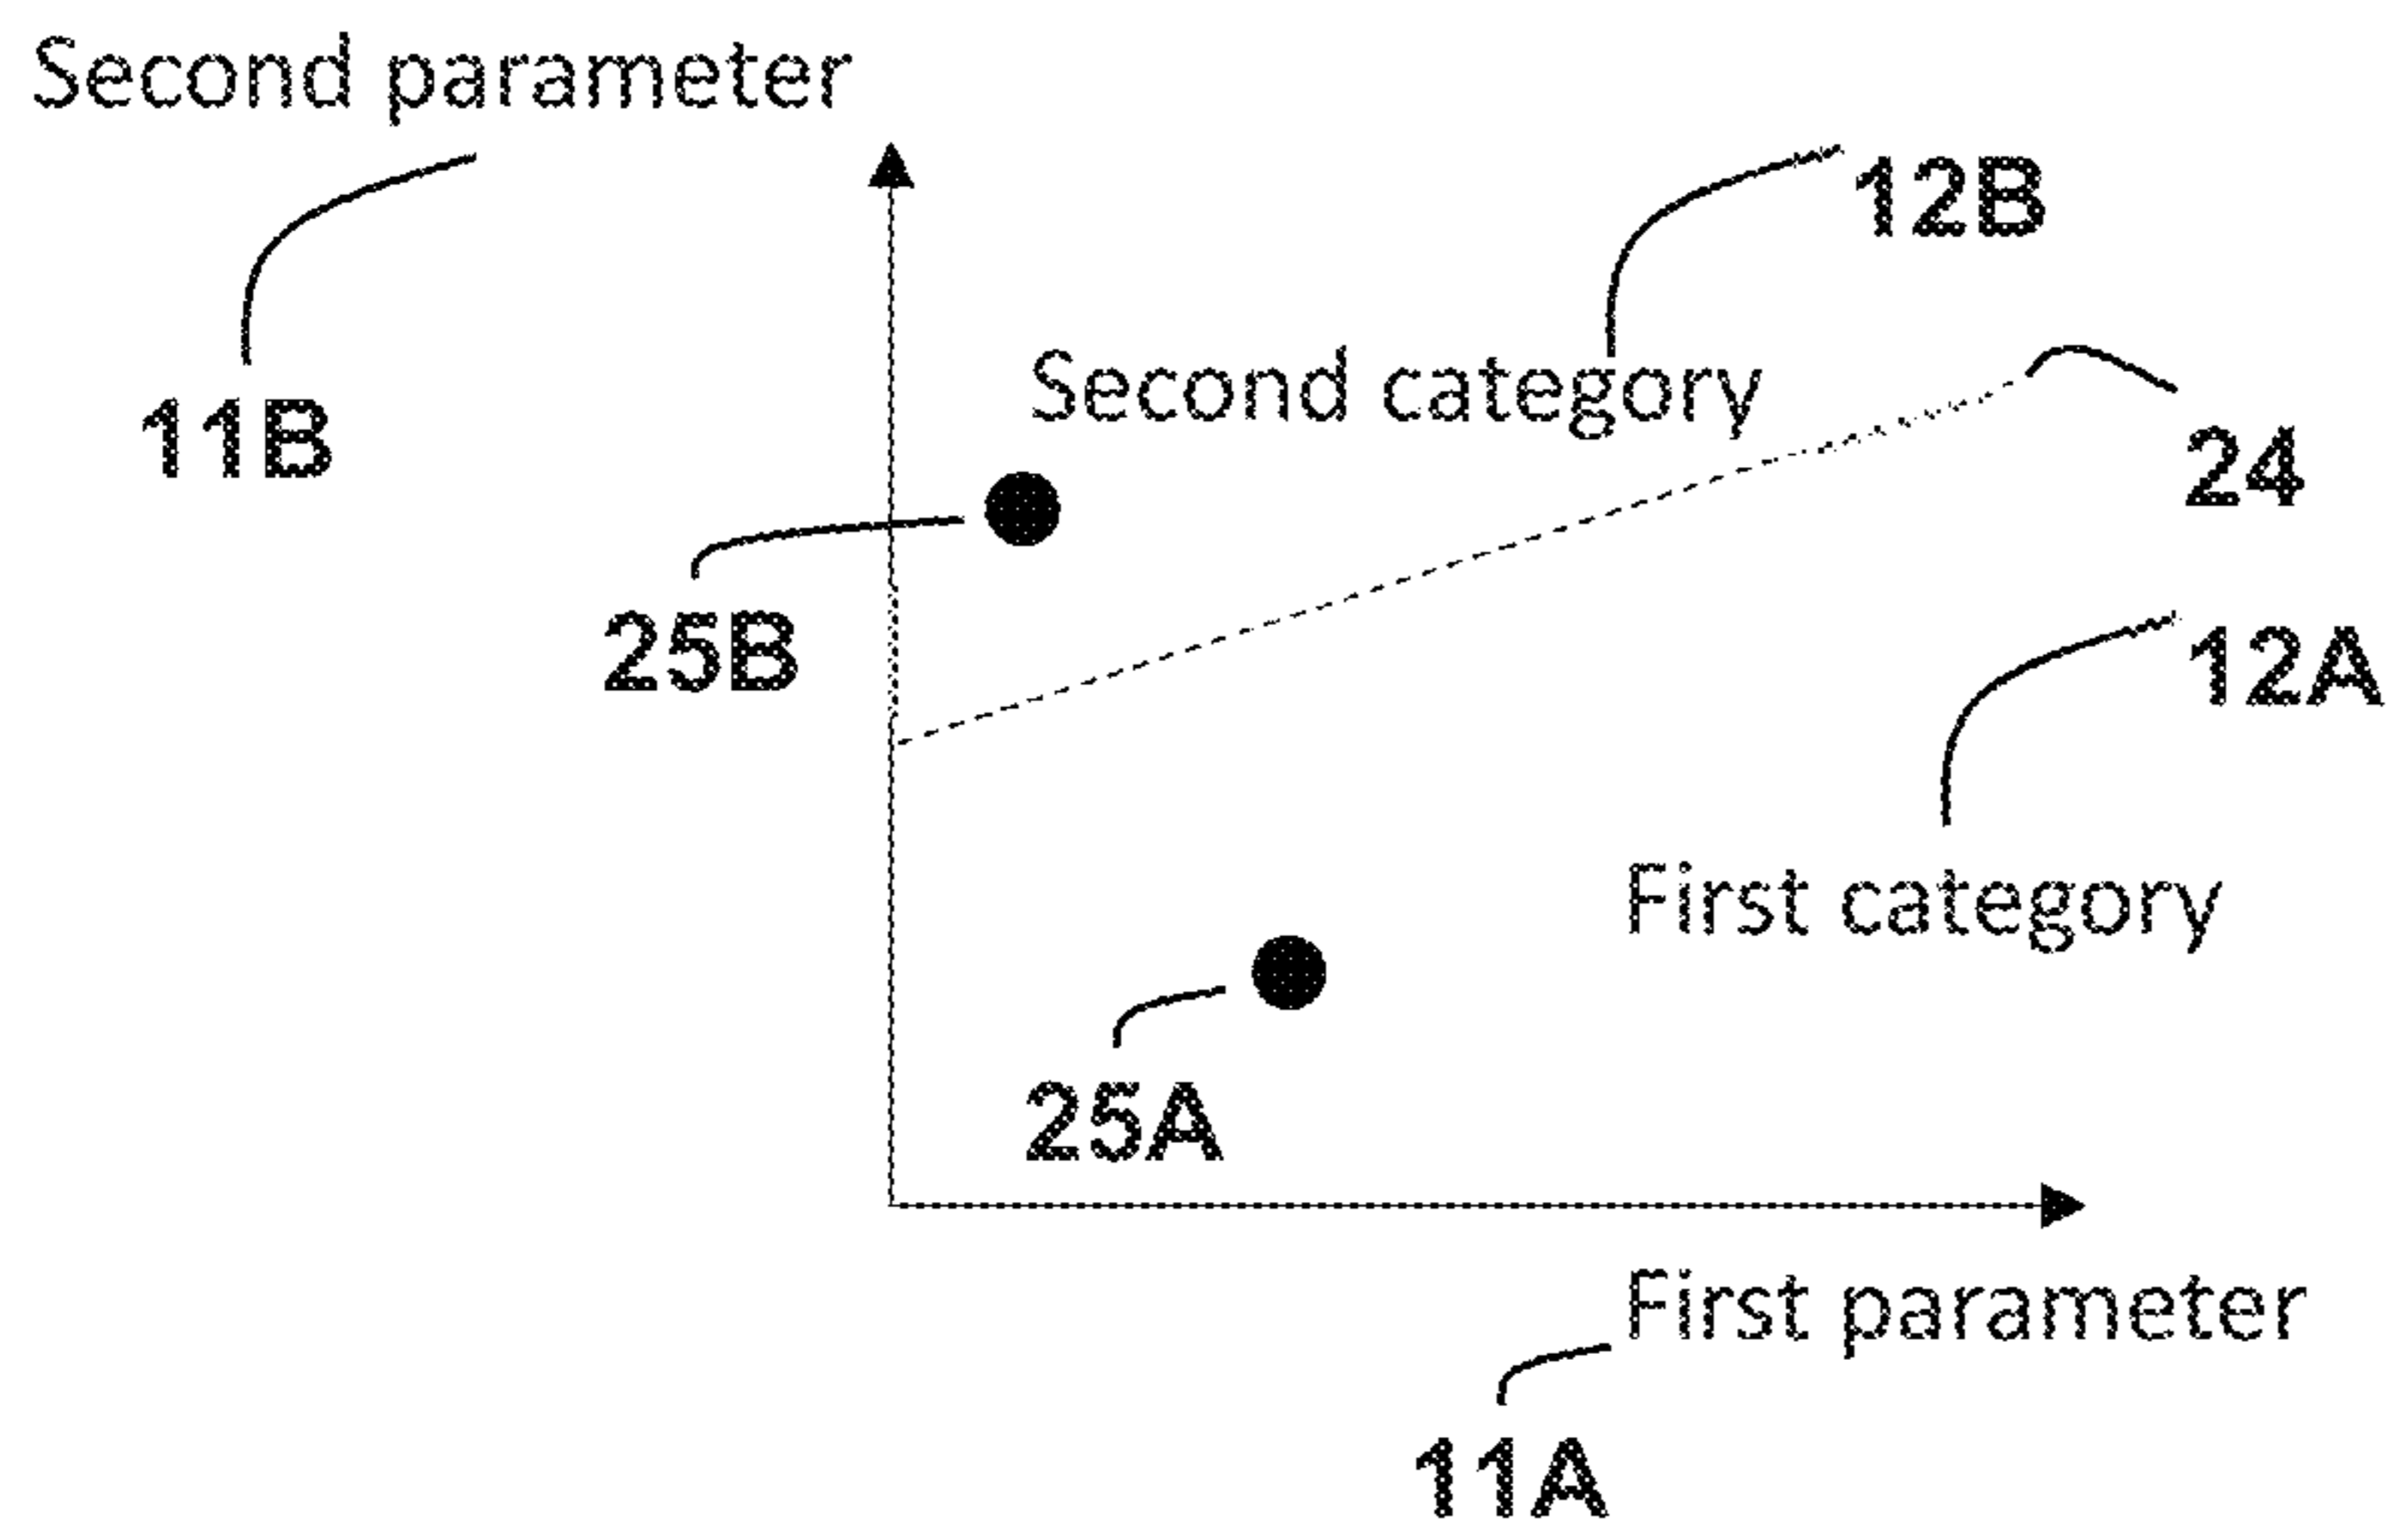 Second parameter
12B
Second category
11B
24
25B
12A
First category
25A
First parameter
11A